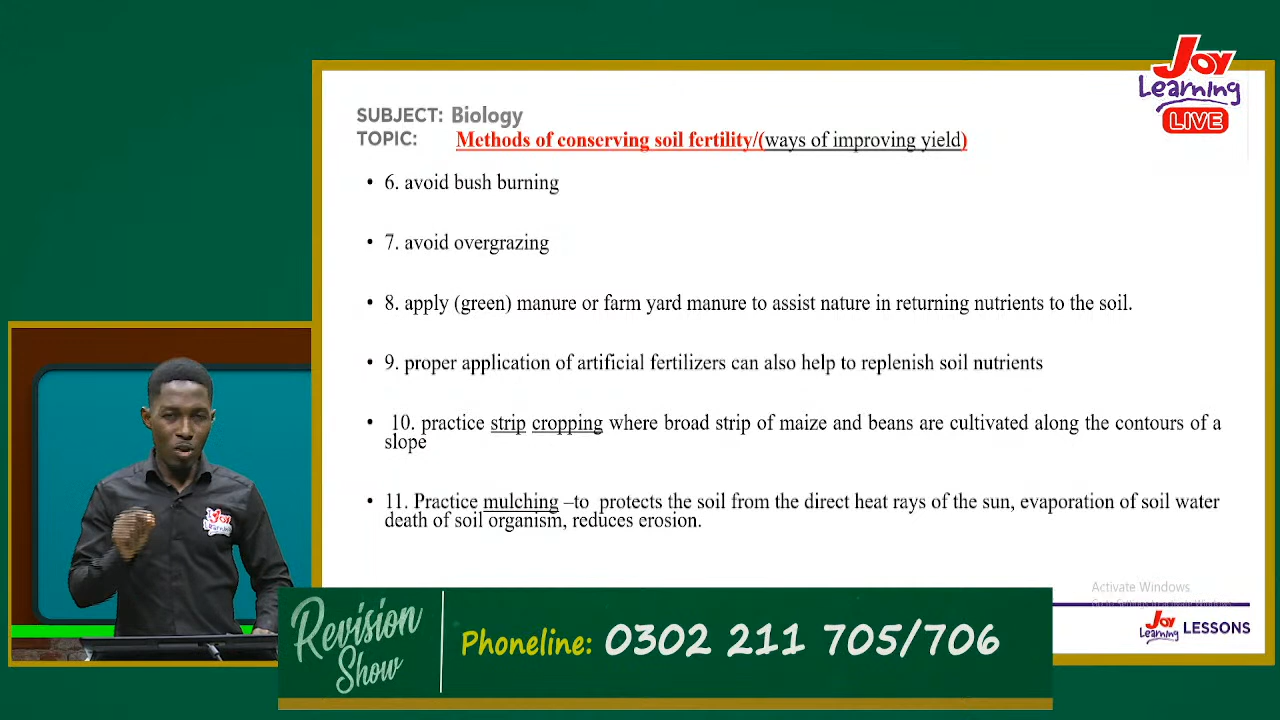 Joy
Learning
LIVE
SUBJECT: Biology
TOPIC: Methods of conserving soil fertility/(ways of improving yield)
• 6. avoid bush burning
• 7. avoid overgrazing
• 8. apply (green) manure or farm yard manure to assist nature in returning nutrients to the soil.
• 9. proper application of artificial fertilizers can also help to replenish soil nutrients
• 10. practice strip cropping where broad strip of maize and beans are cultivated along the contours of a
slope
• 11. Practice mulching –to protects the soil from the direct heat rays of the sun, evaporation of soil water
death of soil organism, reduces erosion.
Joy
Learning
Activate Windows
Joy
Learning LESSONS
Revision
Show
Phoneline: 0302 211 705/706